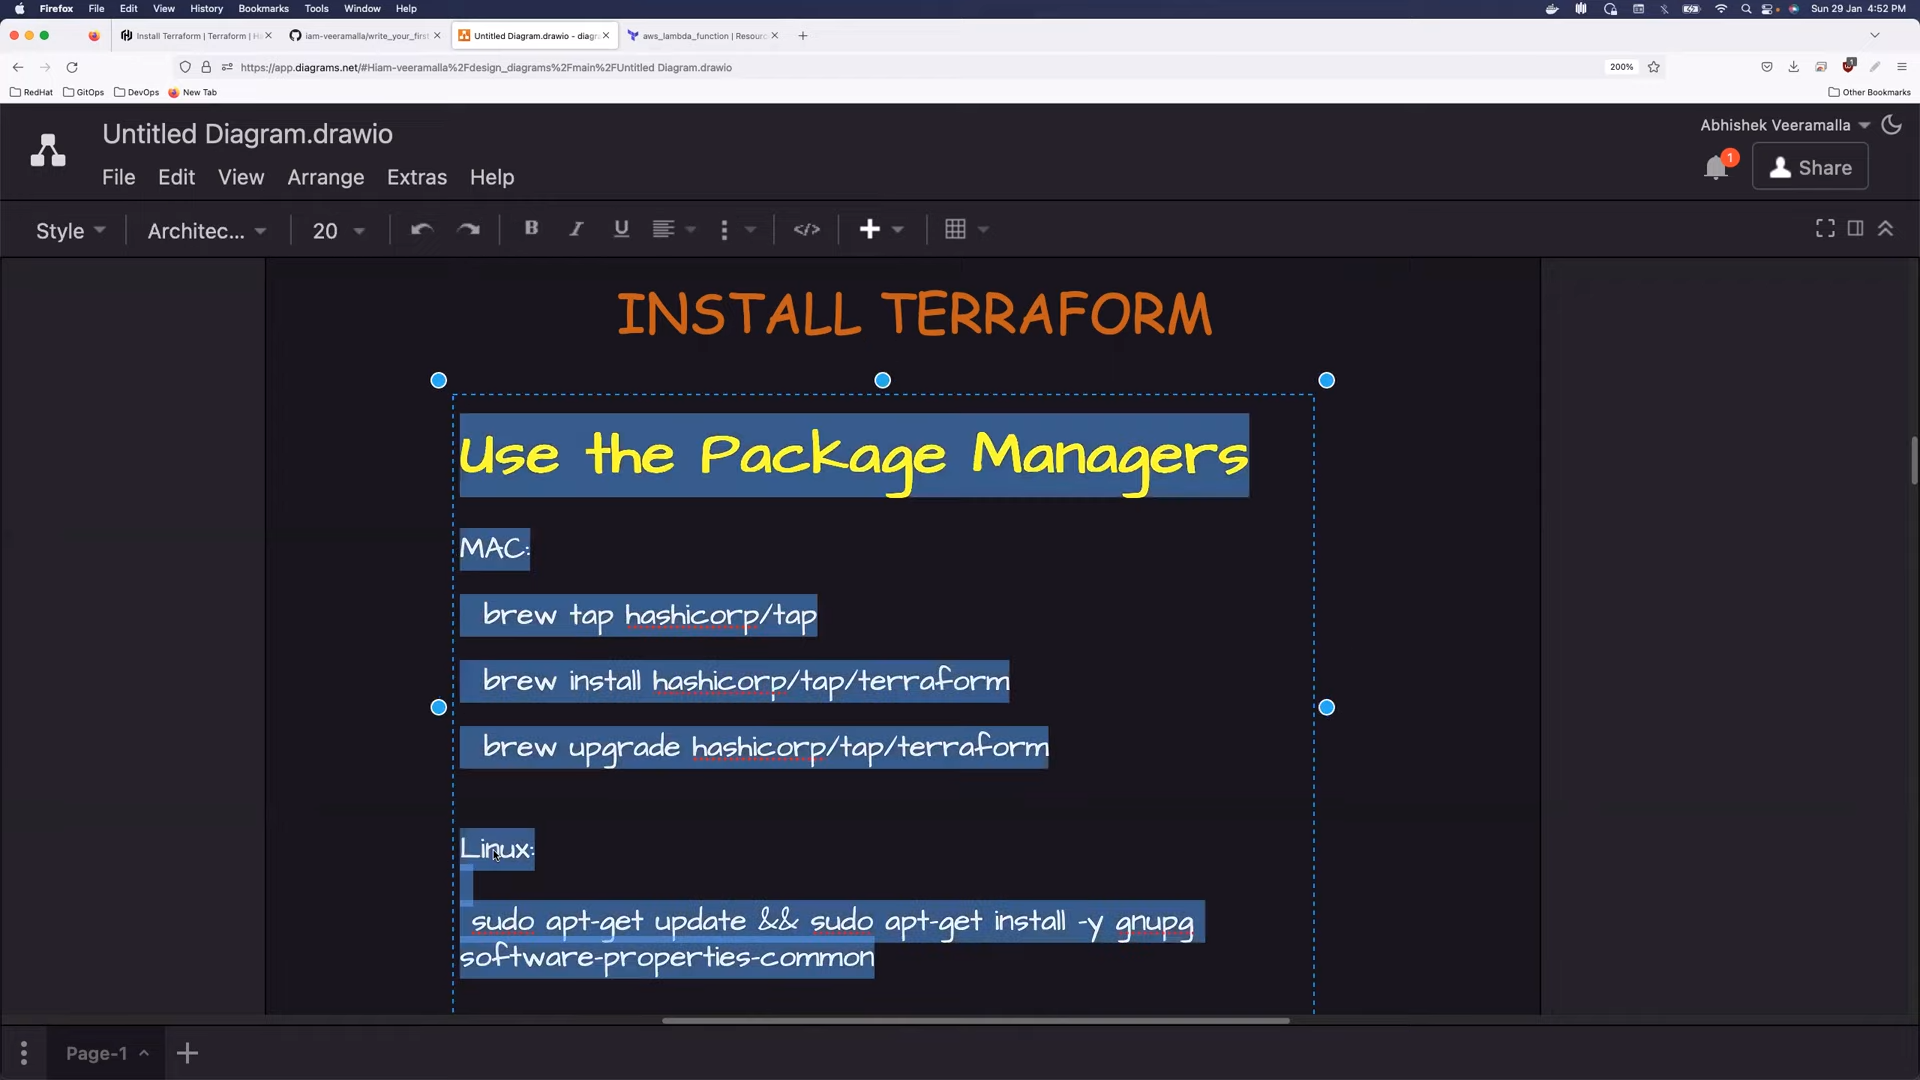 Firefox File Edit View History Bookmarks Tools Window Help
Sun 29 Jan 4:52 PM
Install Terraform | Terraform | Ha
iam-veeramalla/write_your_first
Untitled Diagram.drawio - diagr
aws_lambda_function | Resourc
https://app.diagrams.net/#Hiam-veeramalla%2Fdesign_diagrams%2Fmain%2FUntitled Diagram.drawio
200%
1
RedHat GitOps DevOps New Tab
Other Bookmarks
Untitled Diagram.drawio
Abhishek Veeramalla
File Edit View Arrange Extras Help
1
Share
Style
Architec...
20
B I U
INSTALL TERRAFORM
Use the Package Managers
MAC:
brew tap hashicorp/tap
brew install hashicorp/tap/terraform
brew upgrade hashicorp/tap/terraform
Linux:
sudo apt-get update && sudo apt-get install -y gnupg
software-properties-common
Page-1